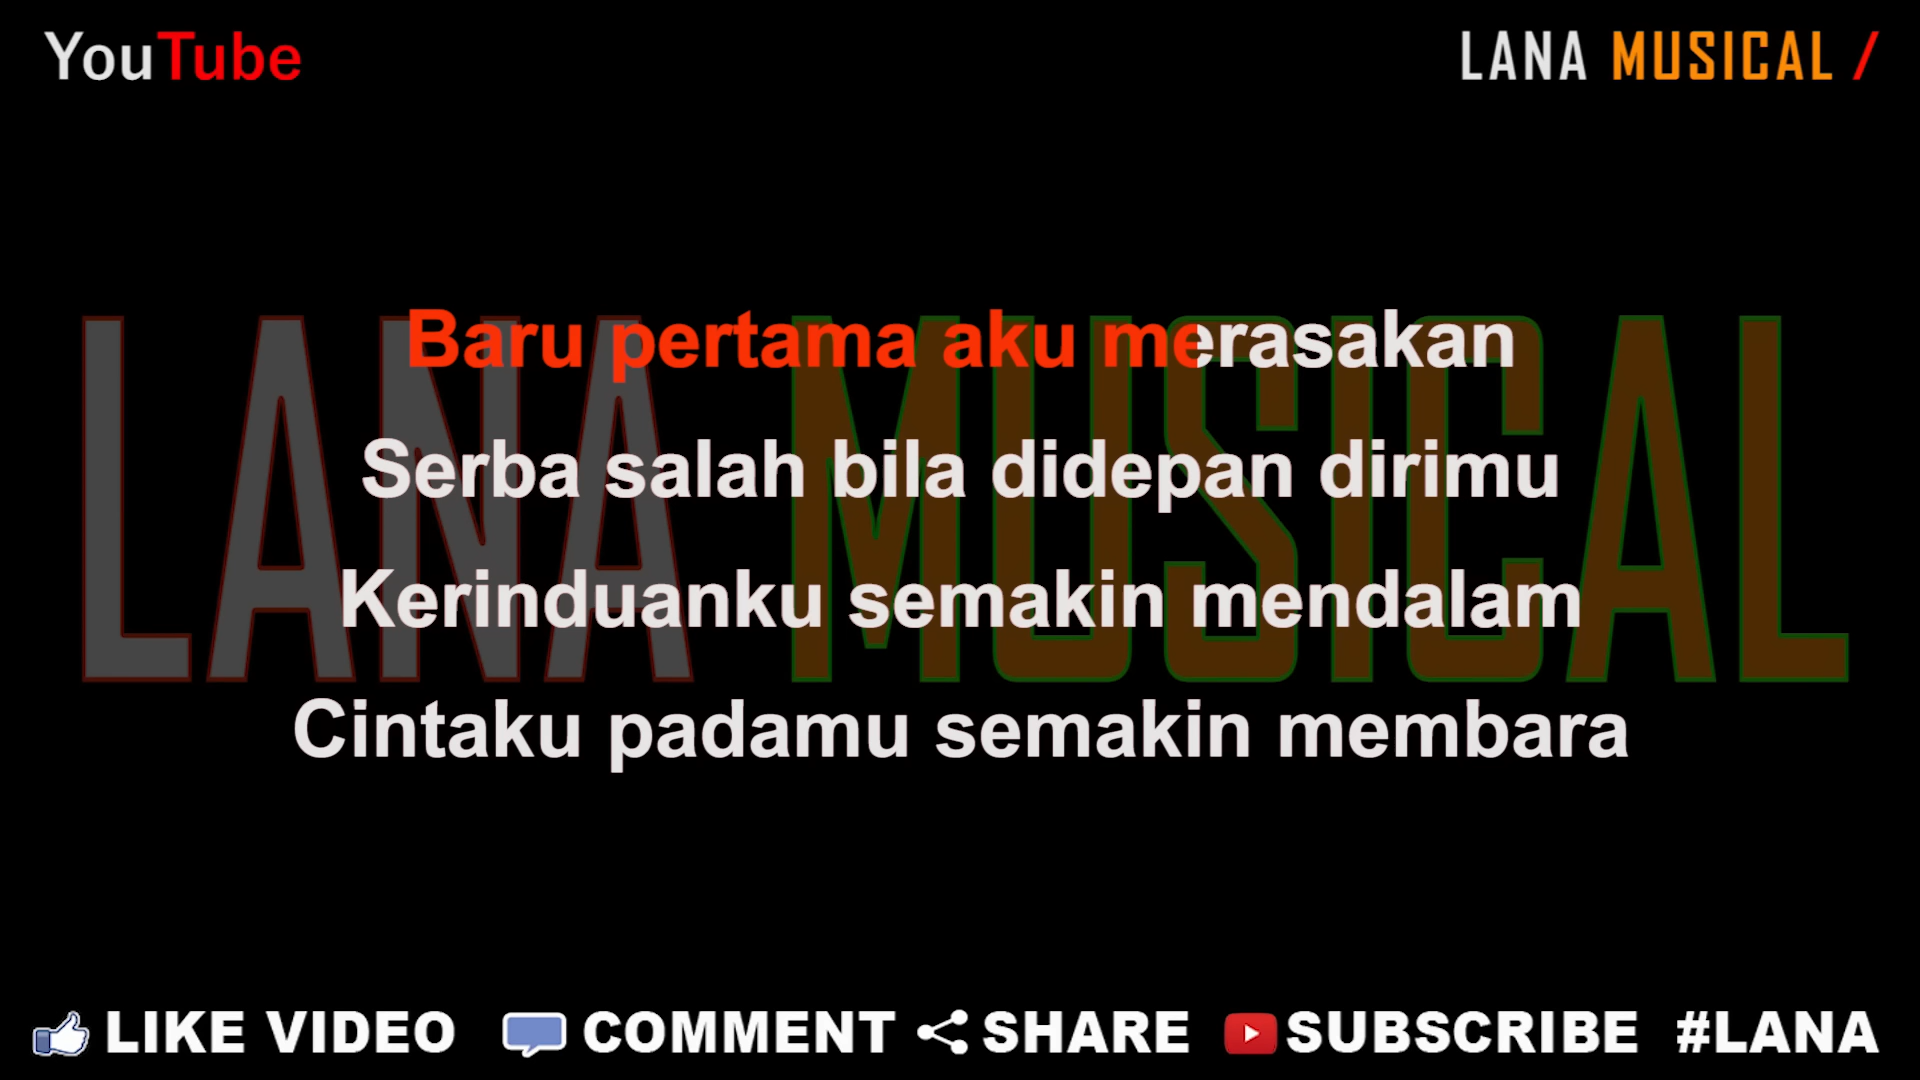 YouTube
LANA MUSICAL /
LANA MUSICAL
Baru pertama aku merasakan
Serba salah bila didepan dirimu
Kerinduanku semakin mendalam
Cintaku padamu semakin membara
LIKE VIDEO COMMENT SHARE SUBSCRIBE #LANA